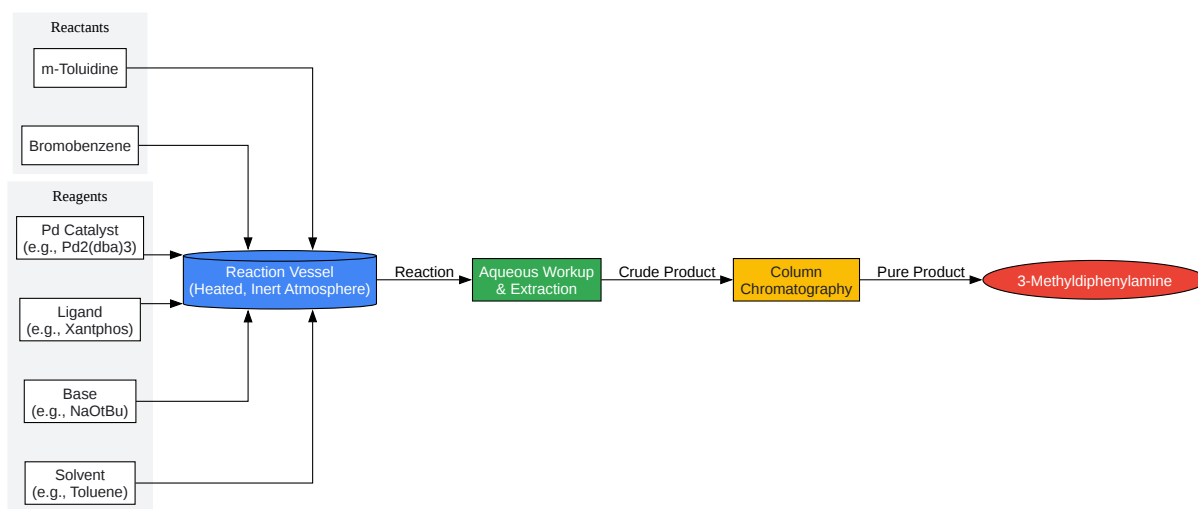 Reactants
m-Toluidine
Bromobenzene
Reagents
Pd Catalyst
(e.g., Pd2(dba)3)
Ligand
(e.g., Xantphos)
Base
(e.g., NaOtBu)
Solvent
(e.g., Toluene)
Reaction Vessel
(Heated, Inert Atmosphere)
Reaction
Aqueous Workup
& Extraction
Crude Product
Column
Chromatography
Pure Product
3-Methyldiphenylamine